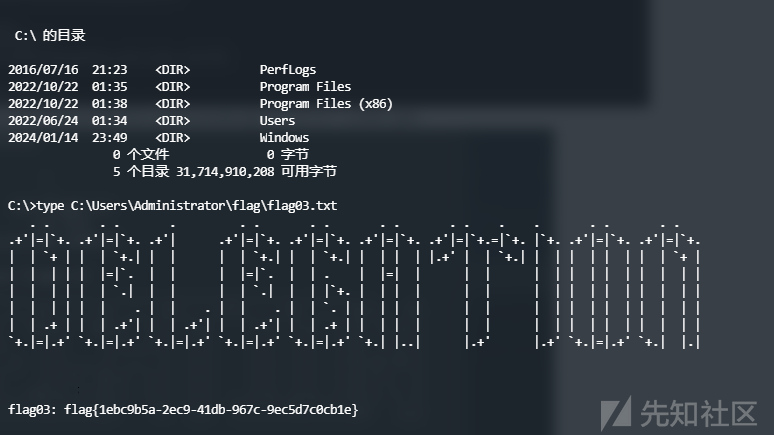 C:\ 的目录
2016/07/16  21:23    <DIR>          PerfLogs
2022/10/22  01:35    <DIR>          Program Files
2022/10/22  01:38    <DIR>          Program Files (x86)
2022/06/24  01:34    <DIR>          Users
2024/01/14  23:49    <DIR>          Windows
0 个文件              0 字节
5 个目录 31,714,910,208 可用字节
C:\>type C:\Users\Administrator\flag\flag03.txt
DELEGATION
flag03: flag{1ebc9b5a-2ec9-41db-967c-9ec5d7c0cb1e}
先知社区